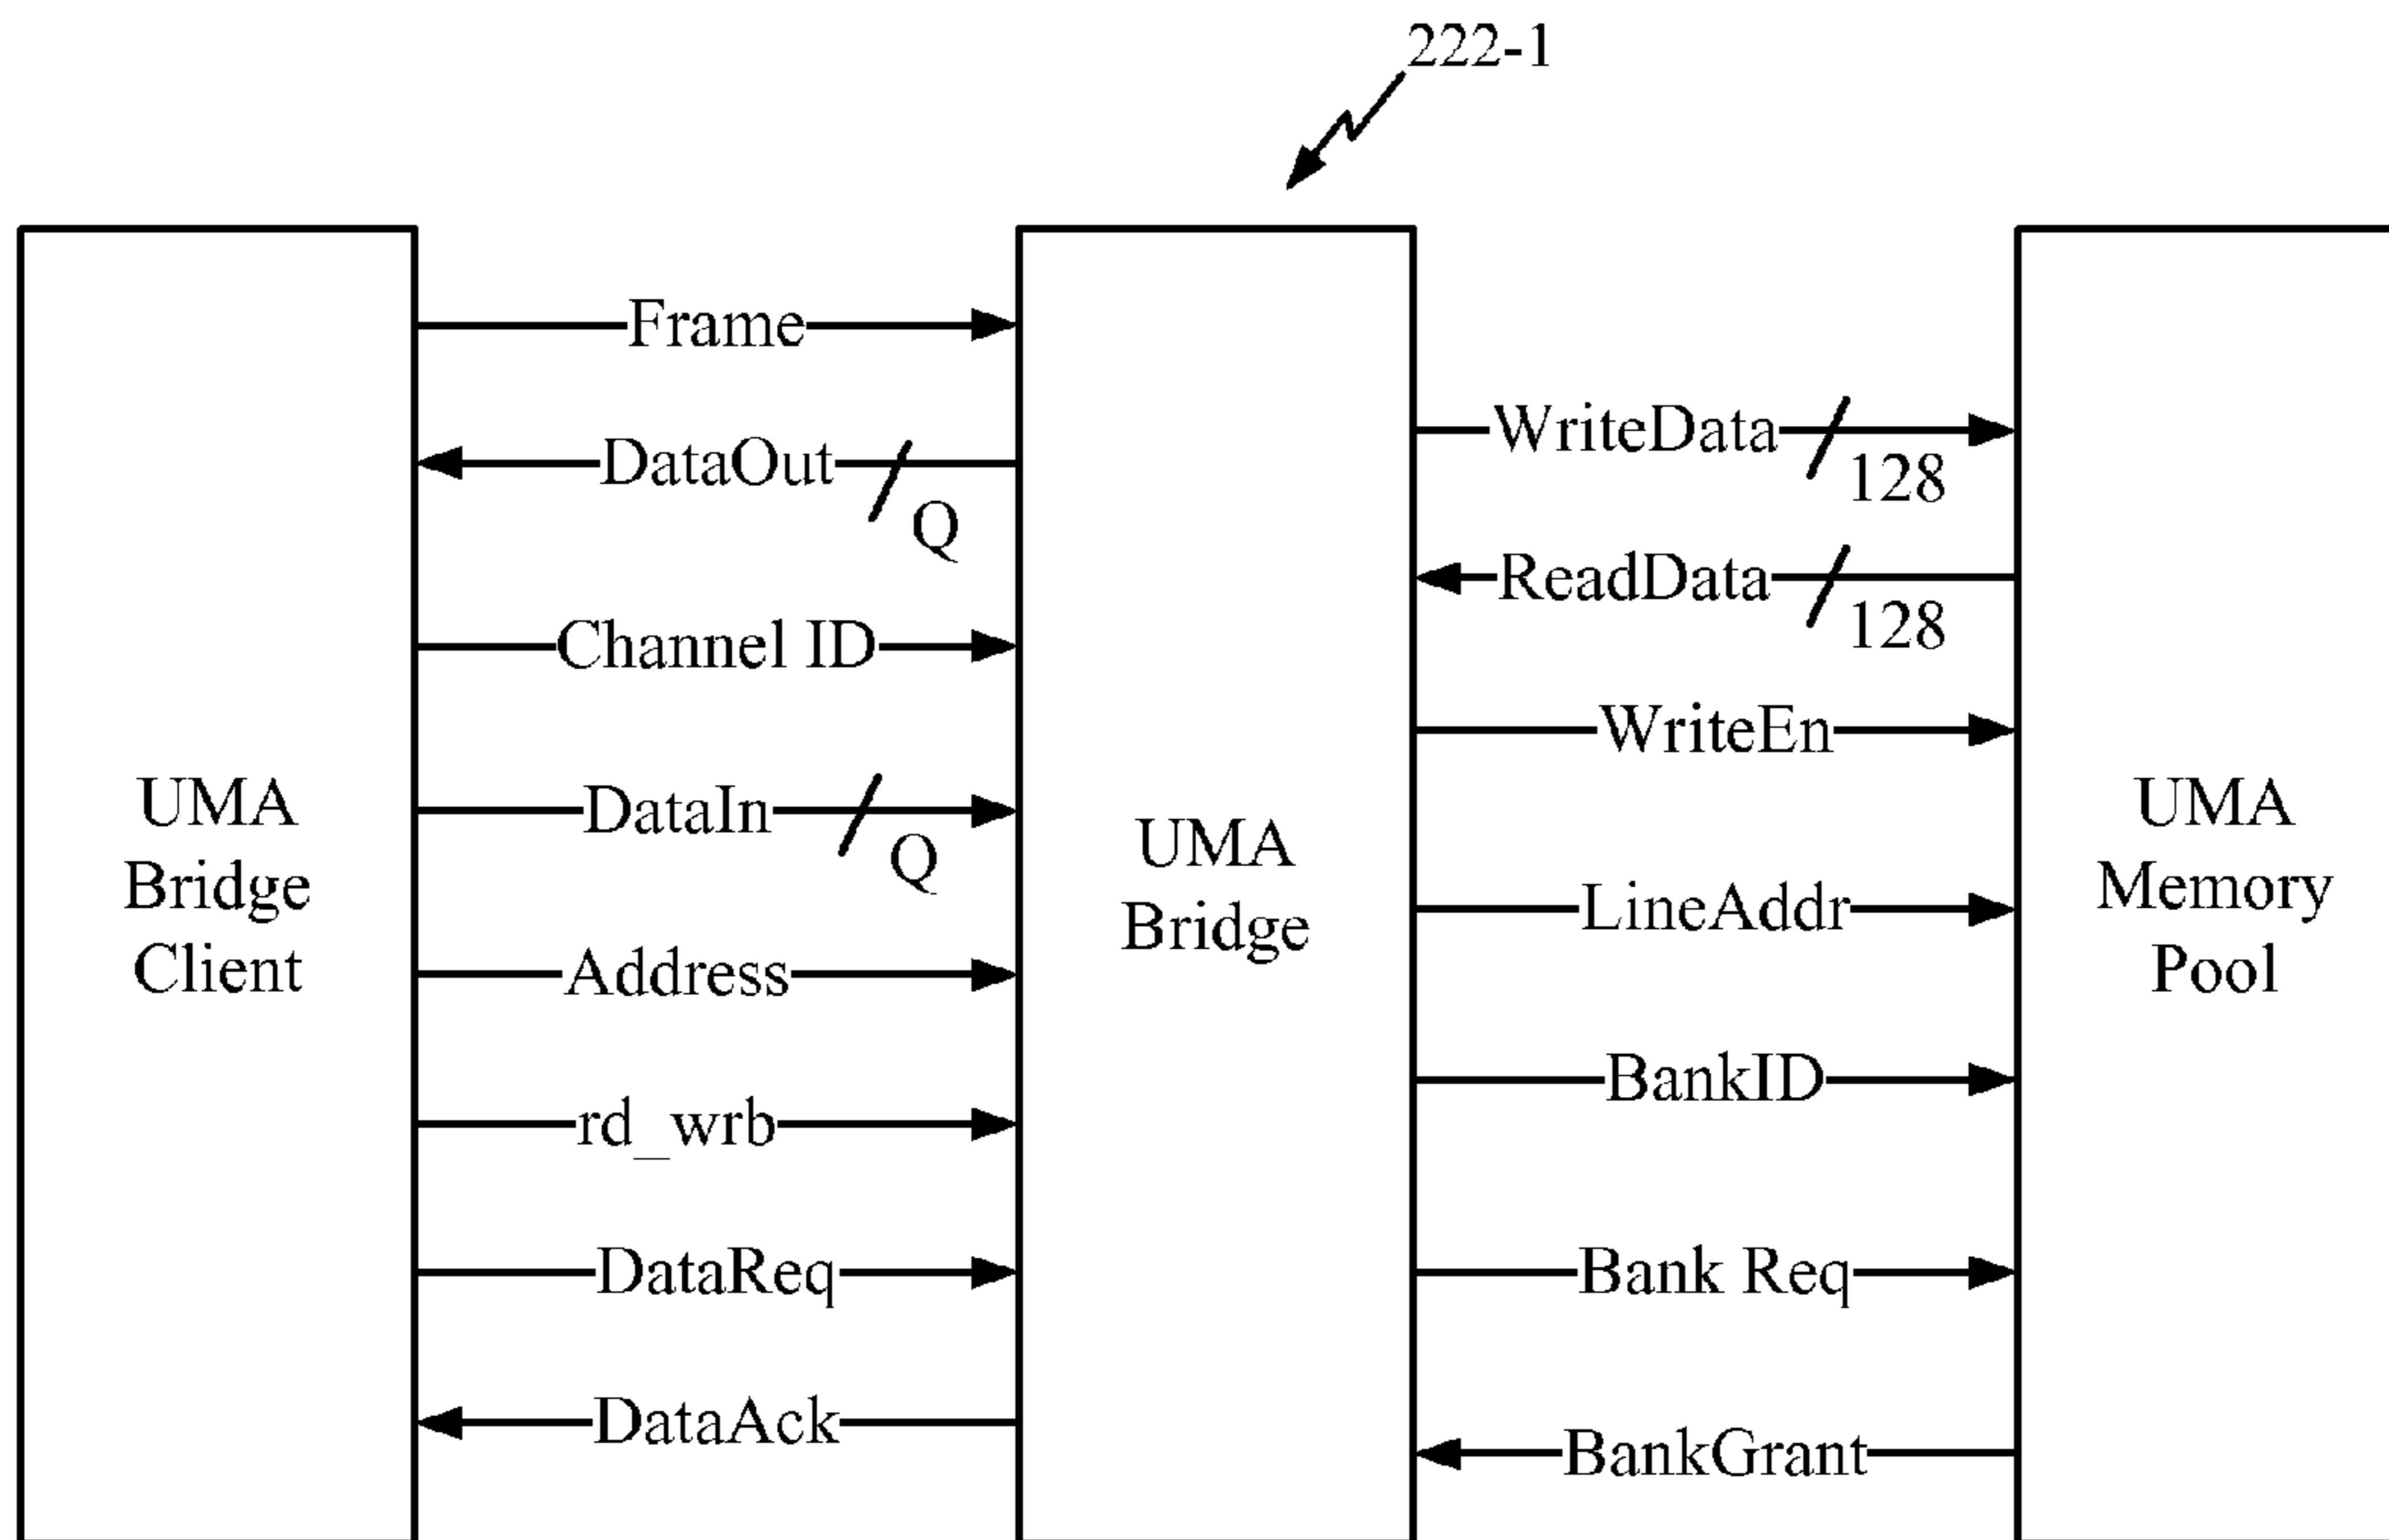 222-1
UMA
Bridge
Client
Frame
DataOut
Q
Channel ID
DataIn
Q
Address
rd_wrb
DataReq
DataAck
UMA
Bridge
WriteData
128
ReadData
128
WriteEn
LineAddr
BankID
Bank Req
BankGrant
UMA
Memory
Pool